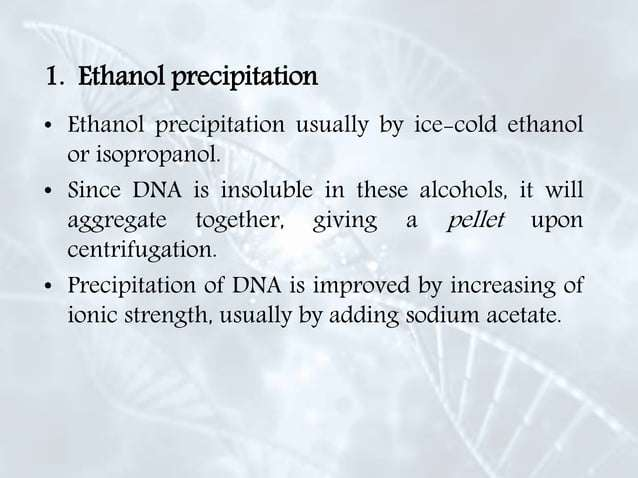 1. Ethanol precipitation
• Ethanol precipitation usually by ice-cold ethanol
or isopropanol.
• Since DNA is insoluble in these alcohols, it will
aggregate together, giving a pellet upon
centrifugation.
• Precipitation of DNA is improved by increasing of
ionic strength, usually by adding sodium acetate.